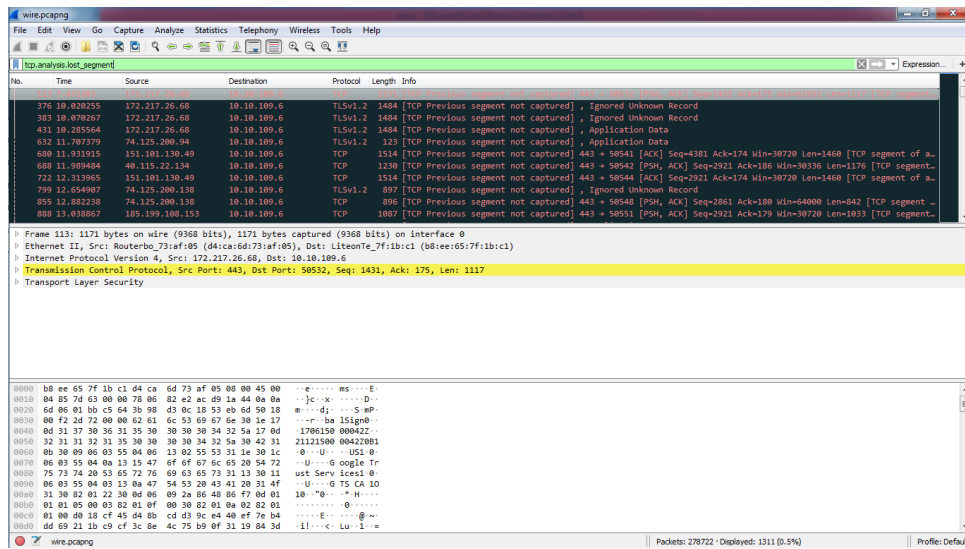 wire.pcapng
File Edit View Go Capture Analyze Statistics Telephony Wireless Tools Help
tcp.analysis.lost_segment Expression… +
No. Time Source Destination Protocol Length Info
376 10.020255 172.217.26.68 10.10.109.6 TLSv1.2 1484 [TCP Previous segment not captured] , Ignored Unknown Record
383 10.070267 172.217.26.68 10.10.109.6 TLSv1.2 1484 [TCP Previous segment not captured] , Ignored Unknown Record
431 10.285564 172.217.26.68 10.10.109.6 TLSv1.2 1484 [TCP Previous segment not captured] , Application Data
632 11.707379 74.125.200.94 10.10.109.6 TLSv1.2 123 [TCP Previous segment not captured] , Application Data
680 11.931915 151.101.130.49 10.10.109.6 TCP 1514 [TCP Previous segment not captured] 443 → 50541 [ACK] Seq=4381 Ack=174 Win=30720 Len=1460 [TCP segment of a…
688 11.989484 40.115.22.134 10.10.109.6 TCP 1230 [TCP Previous segment not captured] 443 → 50542 [PSH, ACK] Seq=2921 Ack=186 Win=30336 Len=1176 [TCP segment…
722 12.313965 151.101.130.49 10.10.109.6 TCP 1514 [TCP Previous segment not captured] 443 → 50544 [ACK] Seq=2921 Ack=174 Win=30720 Len=1460 [TCP segment of a…
799 12.654907 74.125.200.138 10.10.109.6 TLSv1.2 897 [TCP Previous segment not captured] , Ignored Unknown Record
855 12.882238 74.125.200.138 10.10.109.6 TCP 896 [TCP Previous segment not captured] 443 → 50548 [PSH, ACK] Seq=2861 Ack=180 Win=64000 Len=842 [TCP segment …
888 13.038867 185.199.108.153 10.10.109.6 TCP 1087 [TCP Previous segment not captured] 443 → 50551 [PSH, ACK] Seq=2921 Ack=179 Win=30720 Len=1033 [TCP segment…
Frame 113: 1171 bytes on wire (9368 bits), 1171 bytes captured (9368 bits) on interface 0
Ethernet II, Src: Routerbo_73:af:05 (d4:ca:6d:73:af:05), Dst: LiteonTe_7f:1b:c1 (b8:ee:65:7f:1b:c1)
Internet Protocol Version 4, Src: 172.217.26.68, Dst: 10.10.109.6
Transmission Control Protocol, Src Port: 443, Dst Port: 50532, Seq: 1431, Ack: 175, Len: 1117
Transport Layer Security
0000 b8 ee 65 7f 1b c1 d4 ca 6d 73 af 05 08 00 45 00 ··e····· ms····E·
0010 04 85 7d 63 00 00 78 06 82 e2 ac d9 1a 44 0a 0a ··}c··x· ·····D··
0020 6d 06 01 bb c5 64 3b 98 d3 0c 18 53 eb 6d 50 18 m····d;· ···S·mP·
0030 00 f2 2d 72 00 00 62 61 6c 53 69 67 6e 30 1e 17 ··-r··ba lSign0··
0040 0d 31 37 30 36 31 35 30 30 30 30 34 32 5a 17 0d ·1706150 00042Z··
0050 32 31 31 32 31 35 30 30 30 30 34 32 5a 30 42 31 21121500 0042Z0B1
0060 0b 30 09 06 03 55 04 06 13 02 55 53 31 1e 30 1c ·0···U·· ··US1·0·
0070 06 03 55 04 0a 13 15 47 6f 6f 67 6c 65 20 54 72 ··U····G oogle Tr
0080 75 73 74 20 53 65 72 76 69 63 65 73 31 13 30 11 ust Serv ices1·0·
0090 06 03 55 04 03 13 0a 47 54 53 20 43 41 20 31 4f ··U····G TS CA 1O
00a0 31 30 82 01 22 30 0d 06 09 2a 86 48 86 f7 0d 01 10··"0·· ·*·H····
00b0 01 01 05 00 03 82 01 0f 00 30 82 01 0a 02 82 01 ········ ·0······
00c0 01 00 d0 18 cf 45 d4 8b cd d3 9c e4 40 ef 7e b4 ·····E·· ····@·~·
00d0 dd 69 21 1b c9 cf 3c 8e 4c 75 b9 0f 31 19 84 3d ·i!···<· Lu··1··=
wire.pcapng Packets: 278722 · Displayed: 1311 (0.5%) Profile: Defaul